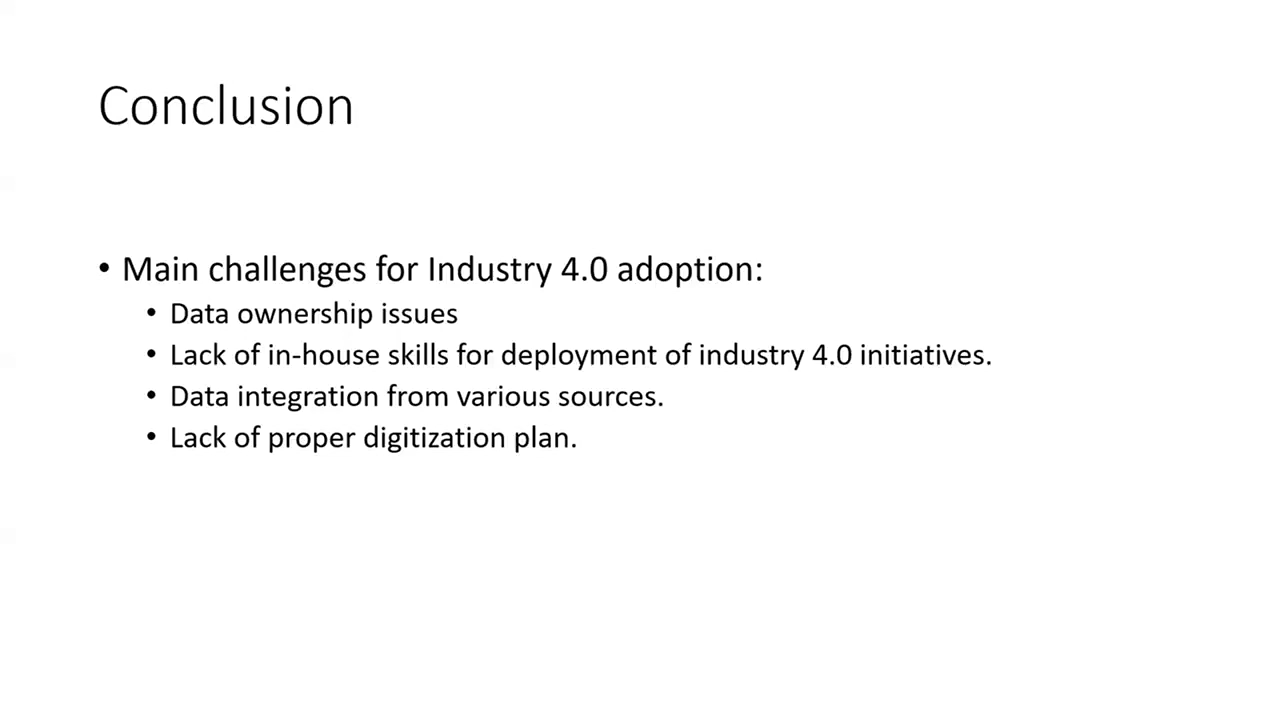 Conclusion
• Main challenges for Industry 4.0 adoption:
• Data ownership issues
• Lack of in-house skills for deployment of industry 4.0 initiatives.
• Data integration from various sources.
• Lack of proper digitization plan.